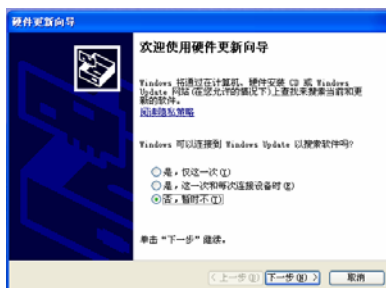 硬件更新向导
欢迎使用硬件更新向导
Windows 将通过在计算机、硬件安装 CD 或 Windows
Update 网站(在您允许的情况下)上查找来搜索当前和更
新的软件。
阅读隐私策略
Windows 可以连接到 Windows Update 以搜索软件吗?
是，仅这一次(Y)
是，这一次和每次连接设备时(E)
否，暂时不(T)
单击“下一步”继续。
< 上一步(B) 下一步(N) > 取消